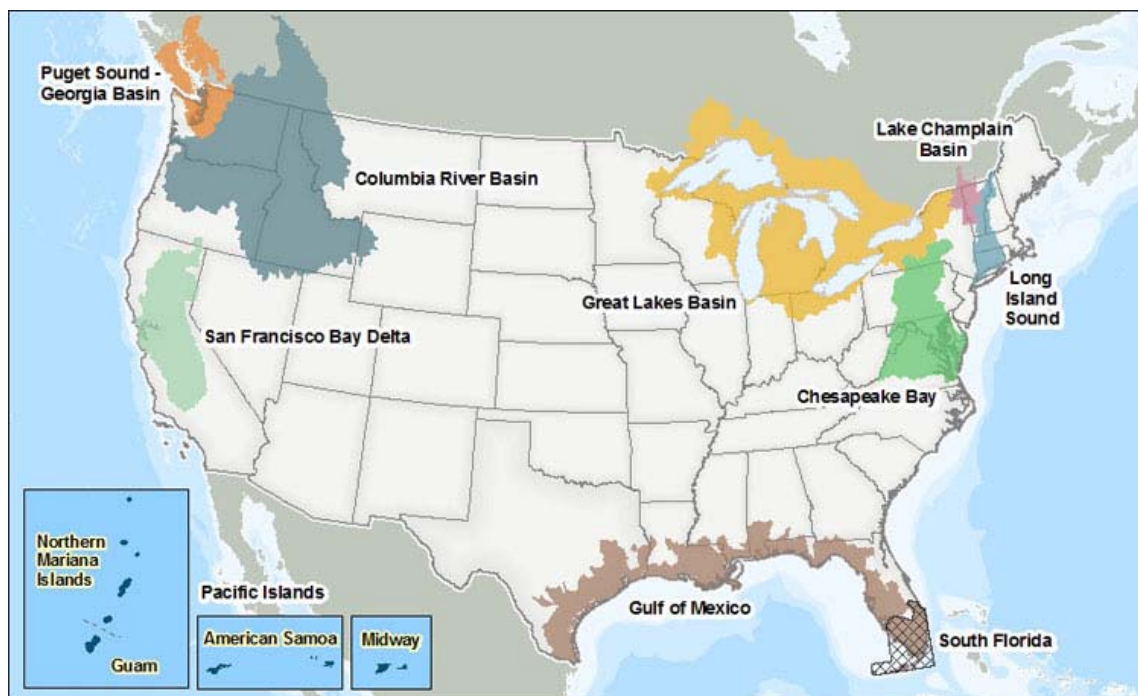 Puget Sound -
Georgia Basin
Lake Champlain
Basin
Columbia River Basin
Great Lakes Basin
Long
Island
Sound
San Francisco Bay Delta
Chesapeake Bay
Northern
Mariana
Islands
Pacific Islands
Gulf of Mexico
American Samoa
Midway
South Florida
Guam